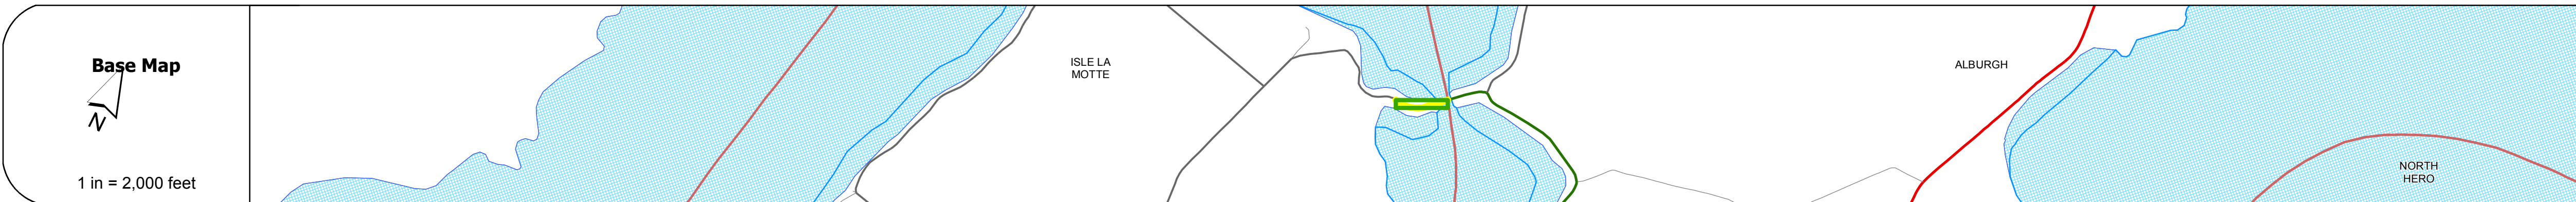 Base Map
N
1 in = 2,000 feet
ISLE LA
MOTTE
ALBURGH
NORTH
HERO